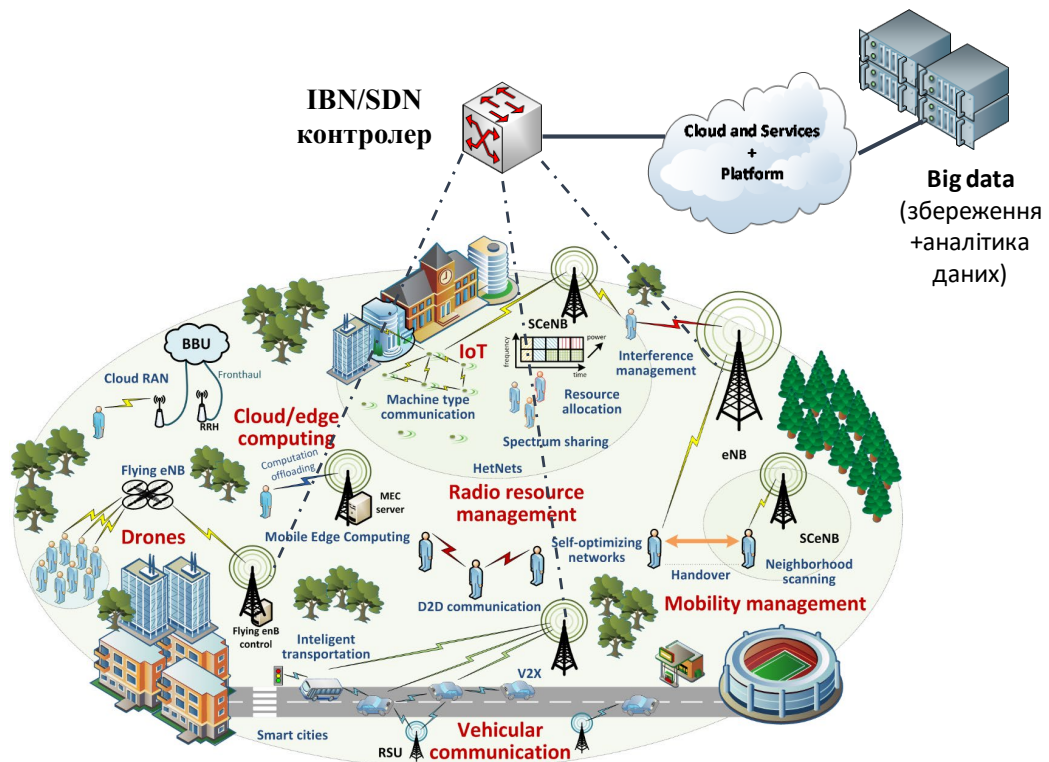 IBN/SDN
контролер
Cloud and Services
+
Platform
Big data
(збереження
+аналітика
даних)
BBU
Cloud RAN
Fronthaul
RRH
IoT
Machine type
communication
SCeNB
frequency
power
time
Interference
management
Resource
allocation
Spectrum sharing
HetNets
Cloud/edge
computing
Computation
offloading
MEC
server
Mobile Edge Computing
Radio resource
management
eNB
SCeNB
Flying eNB
Drones
Flying enB
control
D2D communication
Self-optimizing
networks
Handover
Neighborhood
scanning
Mobility management
Inteligent
transportation
V2X
Smart cities
RSU
Vehicular
communication